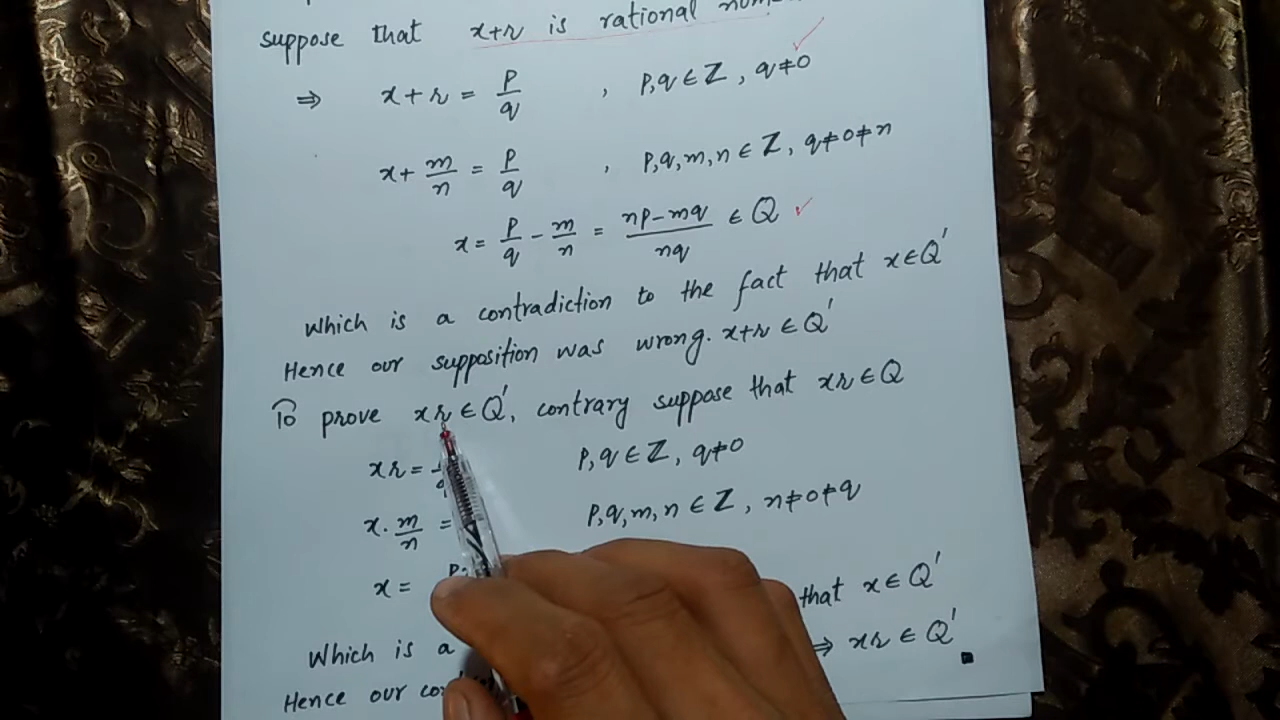 suppose that x+r is rational
⇒ x+r = p/q , p,q ∈ Z, q≠0
x + m/n = p/q , p,q,m,n ∈ Z, q≠0≠n
x = p/q - m/n = np-mq/nq ∈ Q
Which is a contradiction to the fact that x∈Q'
Hence our supposition was wrong. x+r ∈ Q'
To prove xr ∈ Q', contrary suppose that xr ∈ Q
xr = p,q ∈ Z, q≠0
x. m/n = p,q,m,n ∈ Z, n≠0≠q
x = that x∈Q'
Which is a ⇒ xr ∈ Q'
Hence our